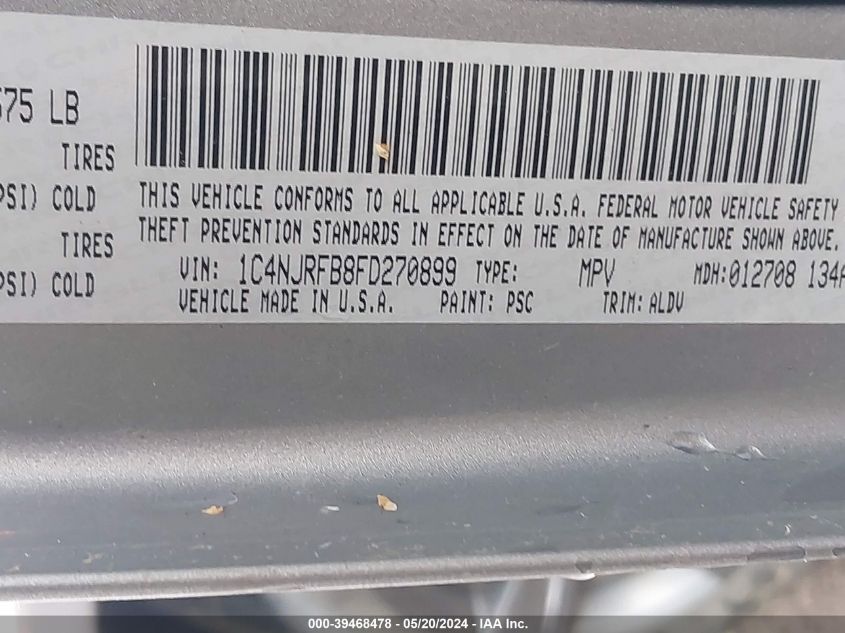 575 LB
TIRES
PSI) COLD
TIRES
PSI) COLD
THIS VEHICLE CONFORMS TO ALL APPLICABLE U.S.A. FEDERAL MOTOR VEHICLE SAFETY
THEFT PREVENTION STANDARDS IN EFFECT ON THE DATE OF MANUFACTURE SHOWN ABOVE.
VIN: 1C4NJRFB8FD270899 TYPE: MPV MDH:012708 134A
VEHICLE MADE IN U.S.A. PAINT: PSC TRIM: ALDV
000-39468478 - 05/20/2024 - IAA Inc.